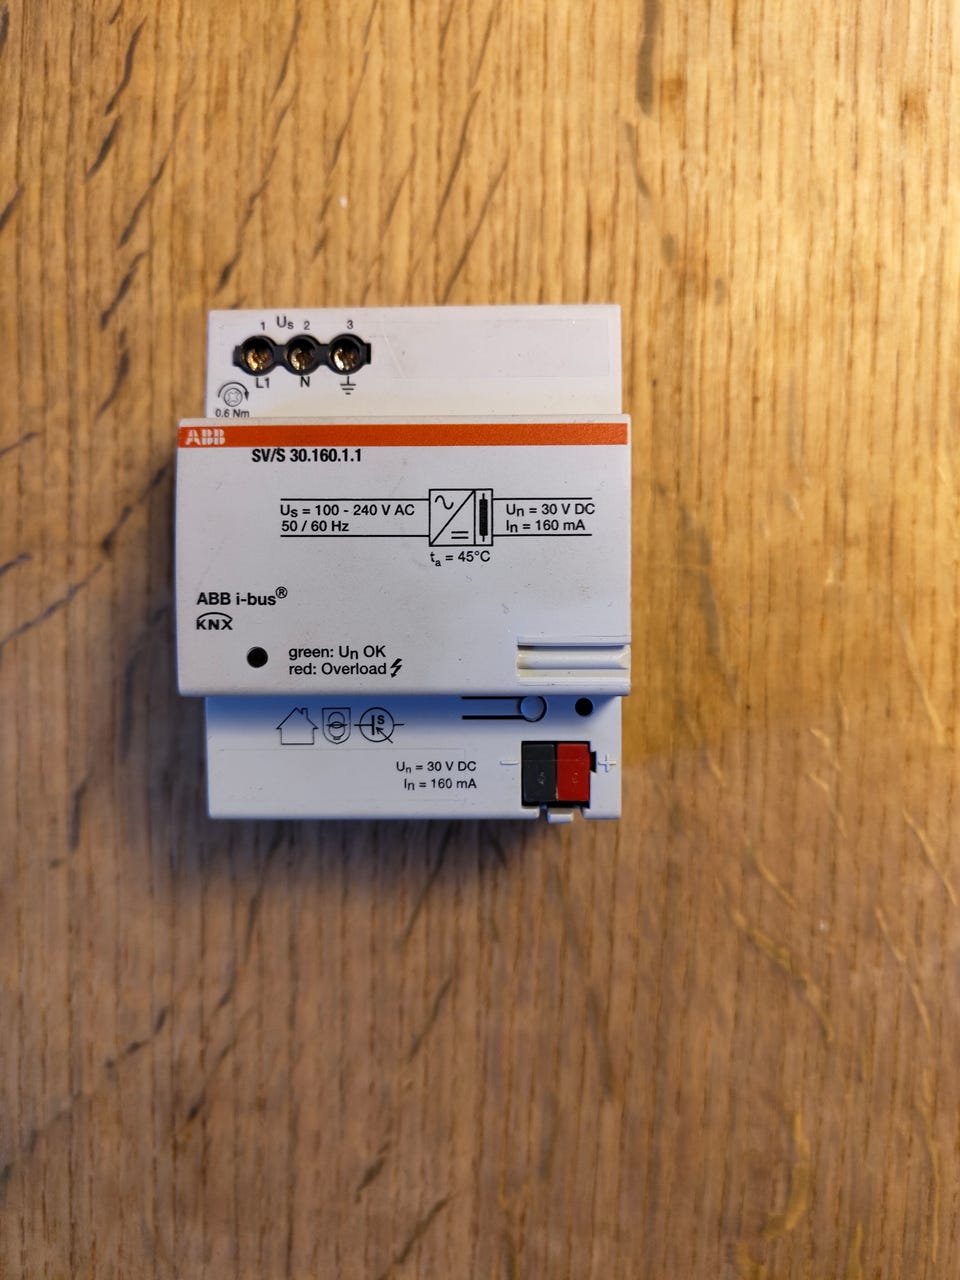 1 Us 2 3
L1 N
0,6 Nm
ABB
SV/S 30.160.1.1
Us = 100 - 240 V AC
50 / 60 Hz
Un = 30 V DC
In = 160 mA
ta = 45°C
ABB i-bus®
KNX
green: Un OK
red: Overload
S
Un = 30 V DC
In = 160 mA
- +